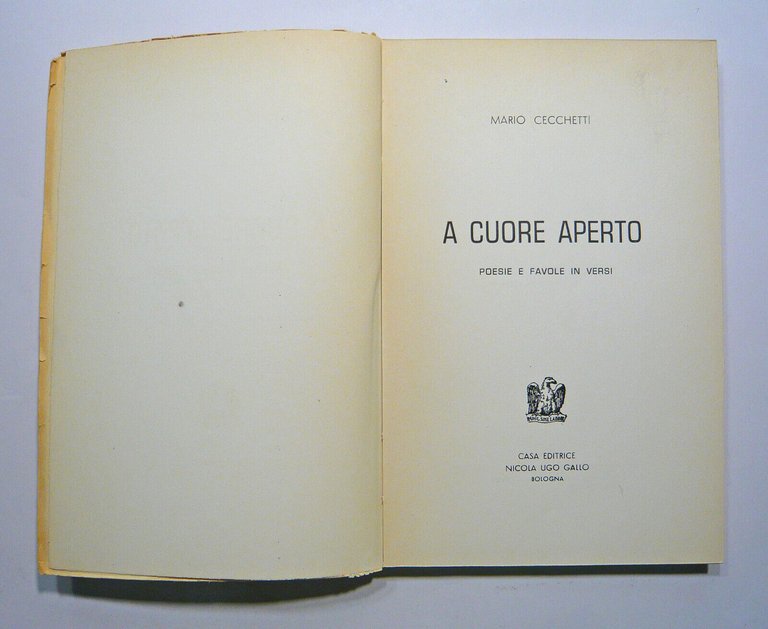 MARIO CECCHETTI
A CUORE APERTO
POESIE E FAVOLE IN VERSI
CASA EDITRICE
NICOLA UGO GALLO
BOLOGNA